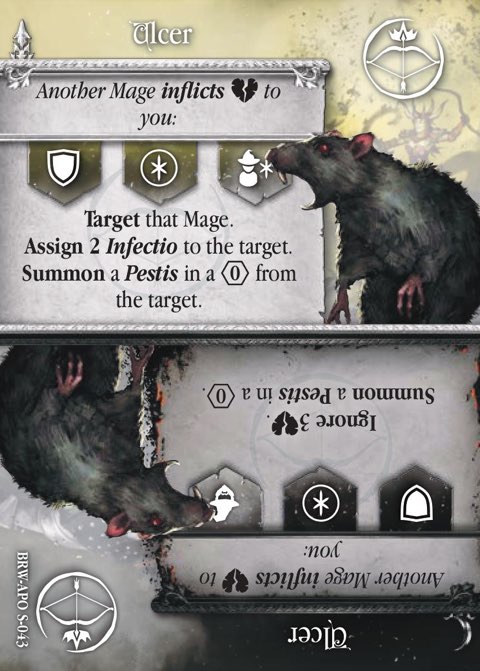 Ulcer
Another Mage inflicts to
you:
Target that Mage.
Assign 2 Infectio to the target.
Summon a Pestis in a 0 from
the target.
Ulcer
Another Mage inflicts to
you:
Ignore 3 .
Summon a Pestis in a 0 .
BRW-APO S-043